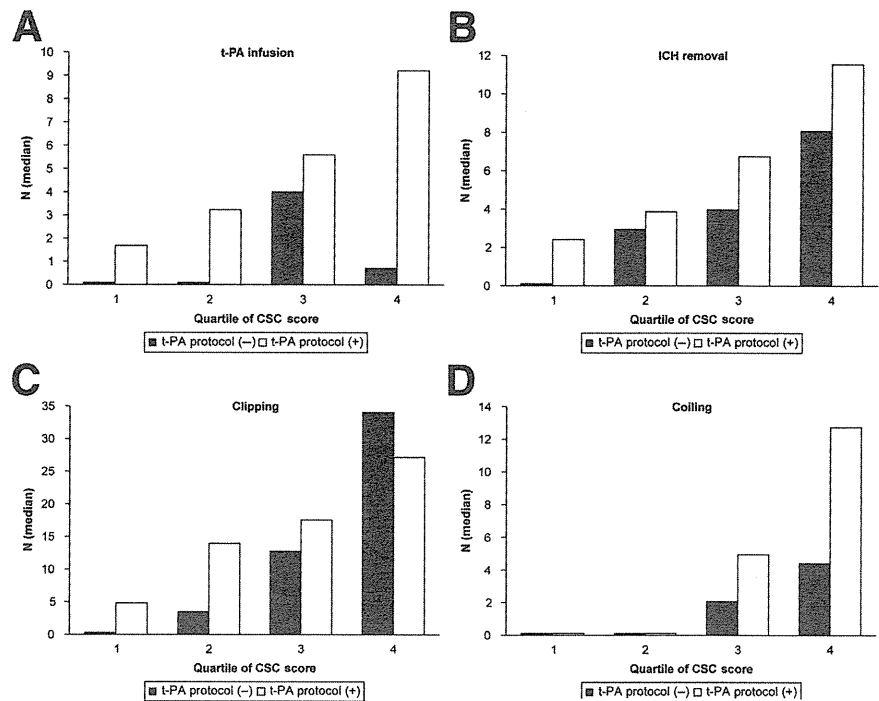 A
t-PA infusion
10
9
8
7
6
5
4
3
2
1
0
N (median)
1 2 3 4
Quartile of CSC score
t-PA protocol (–) t-PA protocol (+)
B
ICH removal
12
10
8
6
4
2
0
N (median)
1 2 3 4
Quartile of CSC score
t-PA protocol (–) t-PA protocol (+)
C
Clipping
35
30
25
20
15
10
5
0
N (median)
1 2 3 4
Quartile of CSC score
t-PA protocol (–) t-PA protocol (+)
D
Coiling
14
12
10
8
6
4
2
0
N (median)
1 2 3 4
Quartile of CSC score
t-PA protocol (–) t-PA protocol (+)